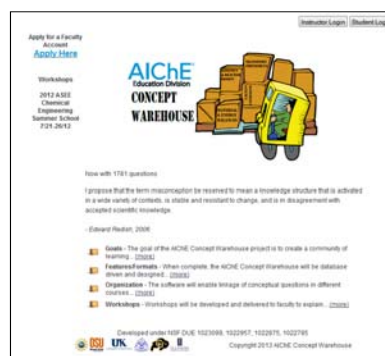 Instructor Login Student Log
Apply for a Faculty
Account
Apply Here
Workshops
2012 ASEE
Chemical
Engineering
Summer School
7/21-26/12
AIChE
Education Division
CONCEPT
WAREHOUSE
Now with 1781 questions
I propose that the term misconception be reserved to mean a knowledge structure that is activated
in a wide variety of contexts, is stable and resistant to change, and is in disagreement with
accepted scientific knowledge.
- Edward Redish, 2006
Goals - The goal of the AIChE Concept Warehouse project is to create a community of
learning... (more)
Features/Formats - When complete, the AIChE Concept Warehouse will be database
driven and designed... (more)
Organization - The software will enable linkage of conceptual questions in different
courses... (more)
Workshops - Workshops will be developed and delivered to faculty to explain... (more)
Developed under NSF DUE 1023099, 1022957, 1022875, 1022785
OSU UK
Copyright 2013 AIChE Concept Warehouse